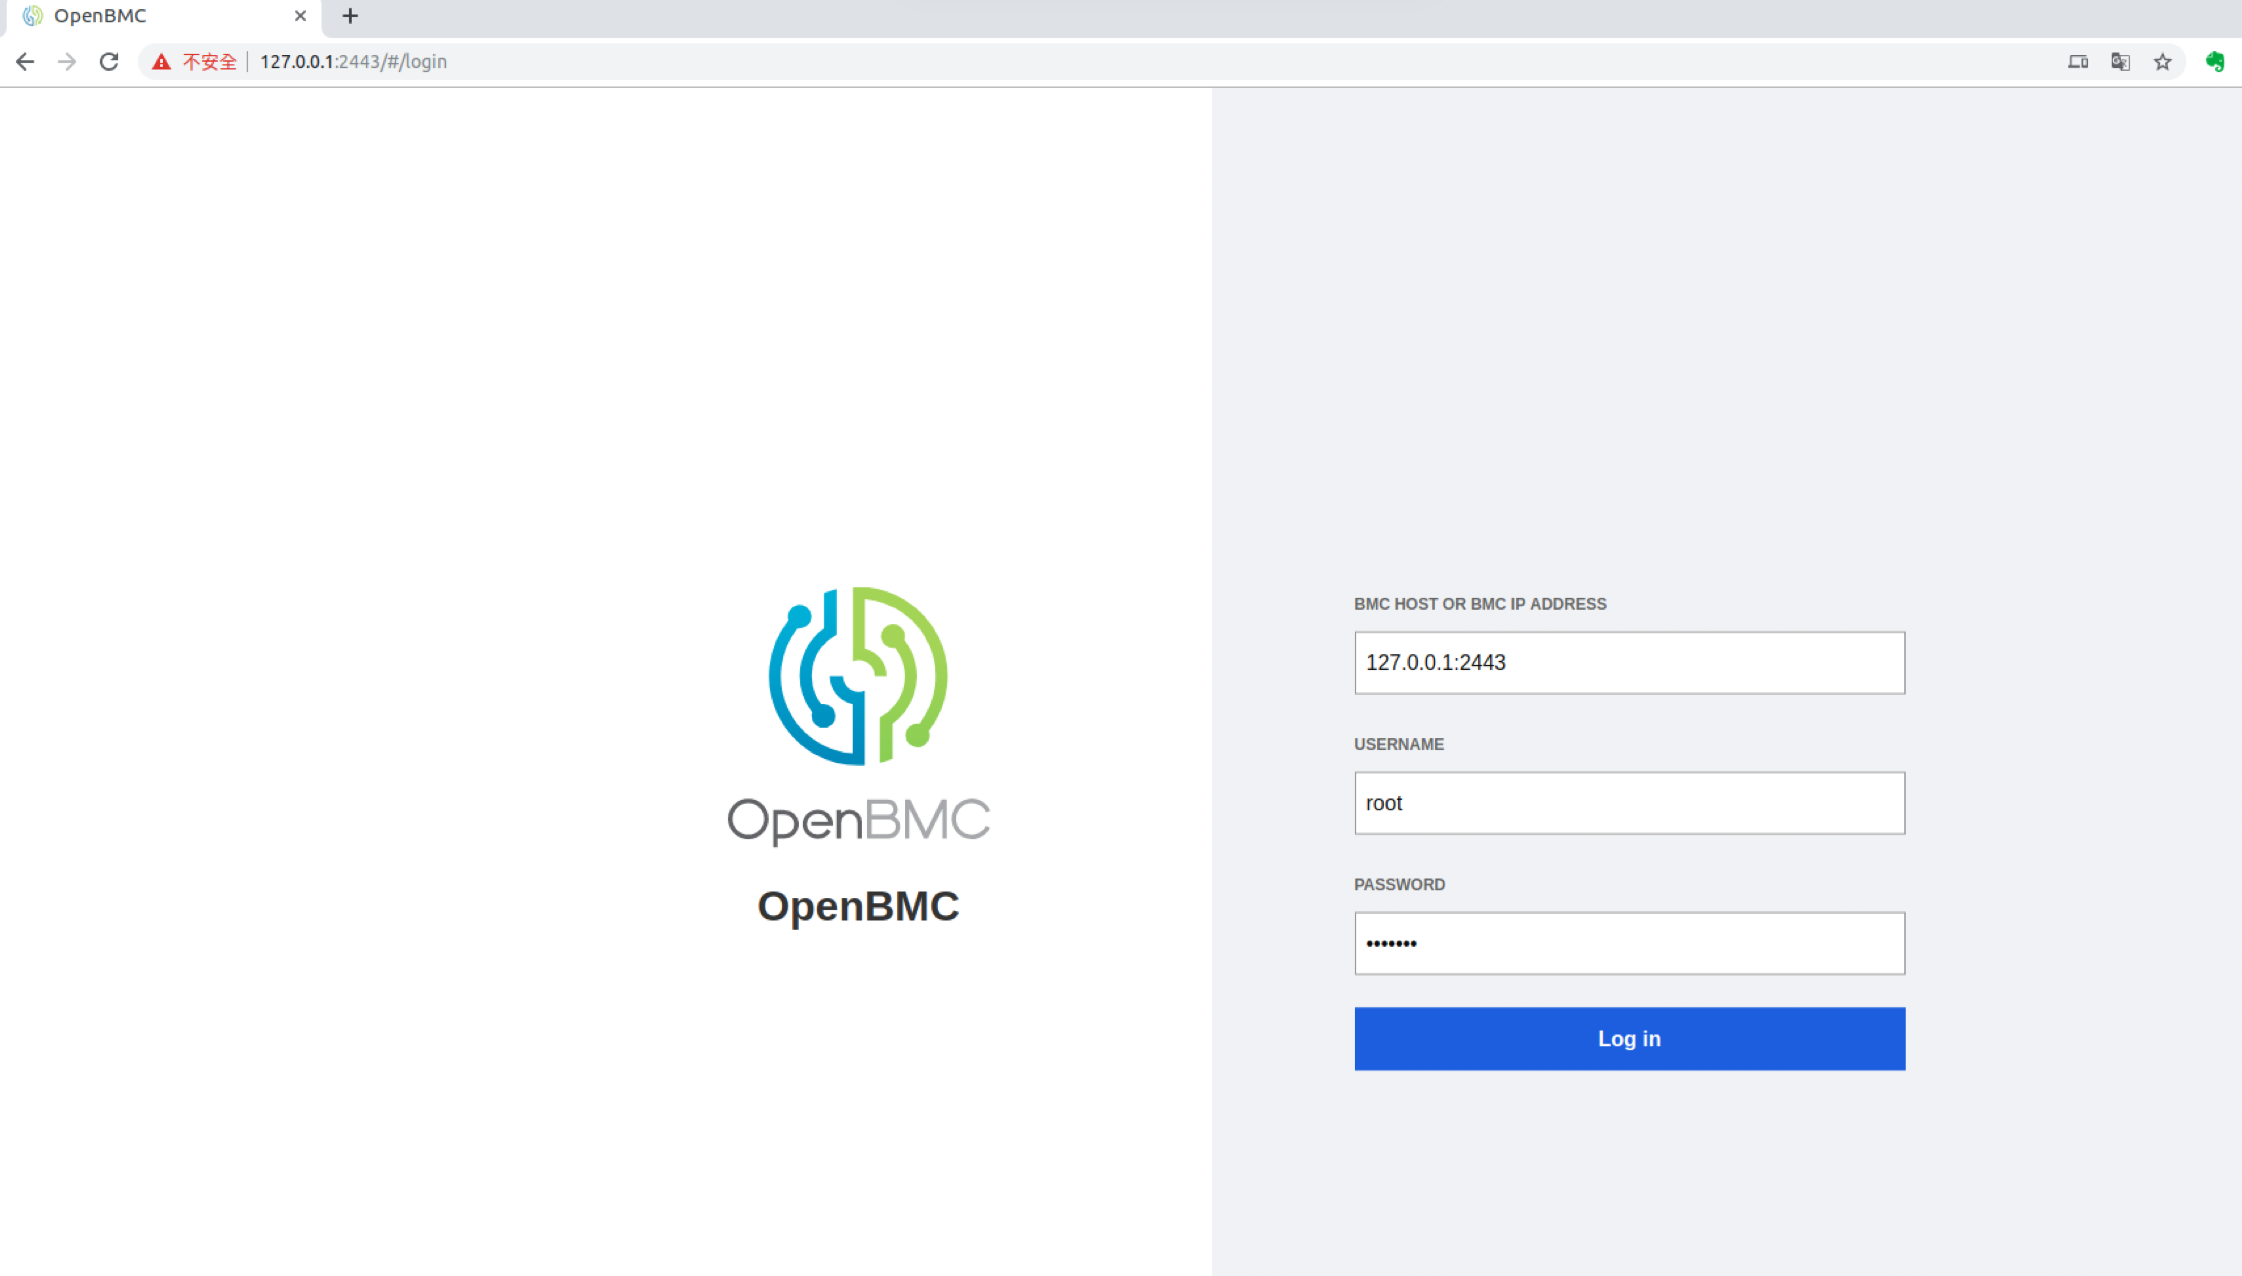 OpenBMC
不安全 127.0.0.1:2443/#/login
OpenBMC
OpenBMC
BMC HOST OR BMC IP ADDRESS
127.0.0.1:2443
USERNAME
root
PASSWORD
•••••••
Log in